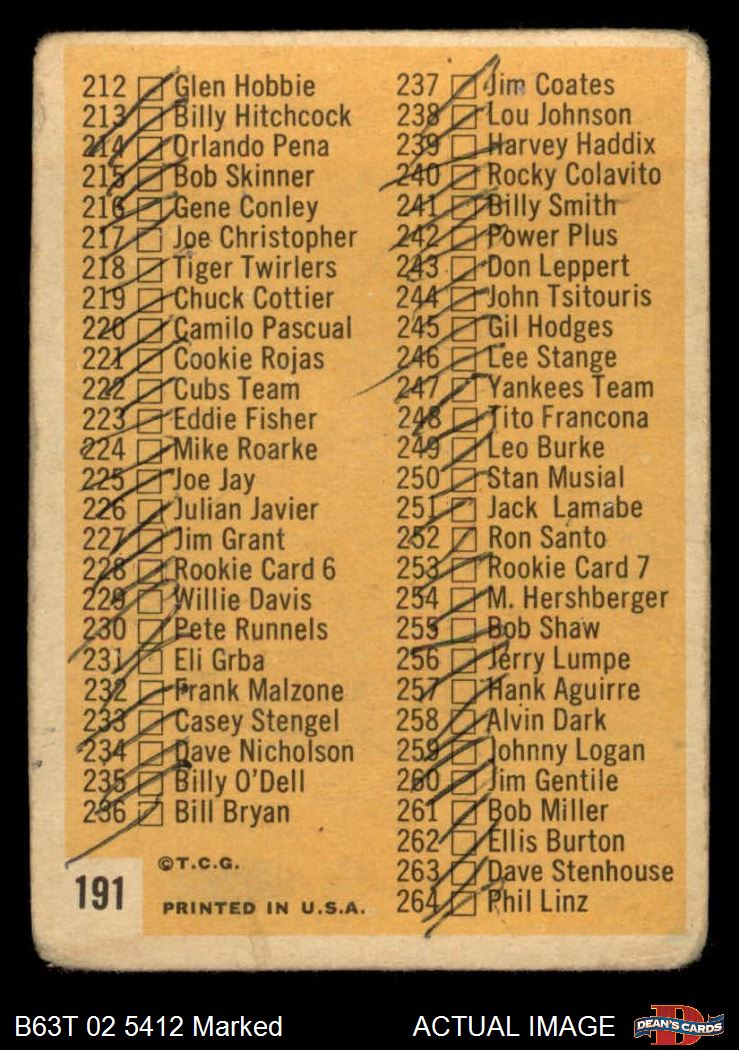 212 Glen Hobbie
213 Billy Hitchcock
214 Orlando Pena
215 Bob Skinner
216 Gene Conley
217 Joe Christopher
218 Tiger Twirlers
219 Chuck Cottier
220 Camilo Pascual
221 Cookie Rojas
222 Cubs Team
223 Eddie Fisher
224 Mike Roarke
225 Joe Jay
226 Julian Javier
227 Jim Grant
228 Rookie Card 6
229 Willie Davis
230 Pete Runnels
231 Eli Grba
232 Frank Malzone
233 Casey Stengel
234 Dave Nicholson
235 Billy O'Dell
236 Bill Bryan
©T.C.G.
191
PRINTED IN U.S.A.
237 Jim Coates
238 Lou Johnson
239 Harvey Haddix
240 Rocky Colavito
241 Billy Smith
242 Power Plus
243 Don Leppert
244 John Tsitouris
245 Gil Hodges
246 Lee Stange
247 Yankees Team
248 Tito Francona
249 Leo Burke
250 Stan Musial
251 Jack Lamabe
252 Ron Santo
253 Rookie Card 7
254 M. Hershberger
255 Bob Shaw
256 Jerry Lumpe
257 Hank Aguirre
258 Alvin Dark
259 Johnny Logan
260 Jim Gentile
261 Bob Miller
262 Ellis Burton
263 Dave Stenhouse
264 Phil Linz
B63T 02 5412 Marked
ACTUAL IMAGE
D
DEAN'S CARDS